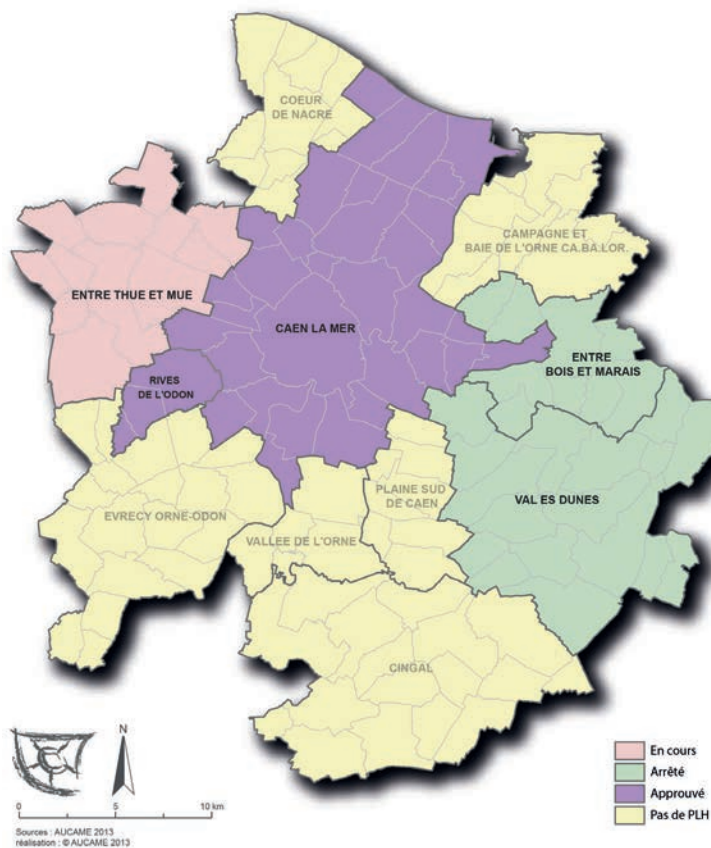 COEUR
DE NACRE
CAMPAGNE ET
BAIE DE L'ORNE CA.BA.LOR.
ENTRE THUE ET MUE
CAEN LA MER
ENTRE
BOIS ET MARAIS
RIVES
DE L'ODON
PLAINE SUD
DE CAEN
VAL ES DUNES
EVRECY ORNE-ODON
VALLEE DE L'ORNE
CINGAL
N
0 5 10 km
En cours
Arrêté
Approuvé
Pas de PLH
Sources : AUCAME 2013
réalisation : © AUCAME 2013